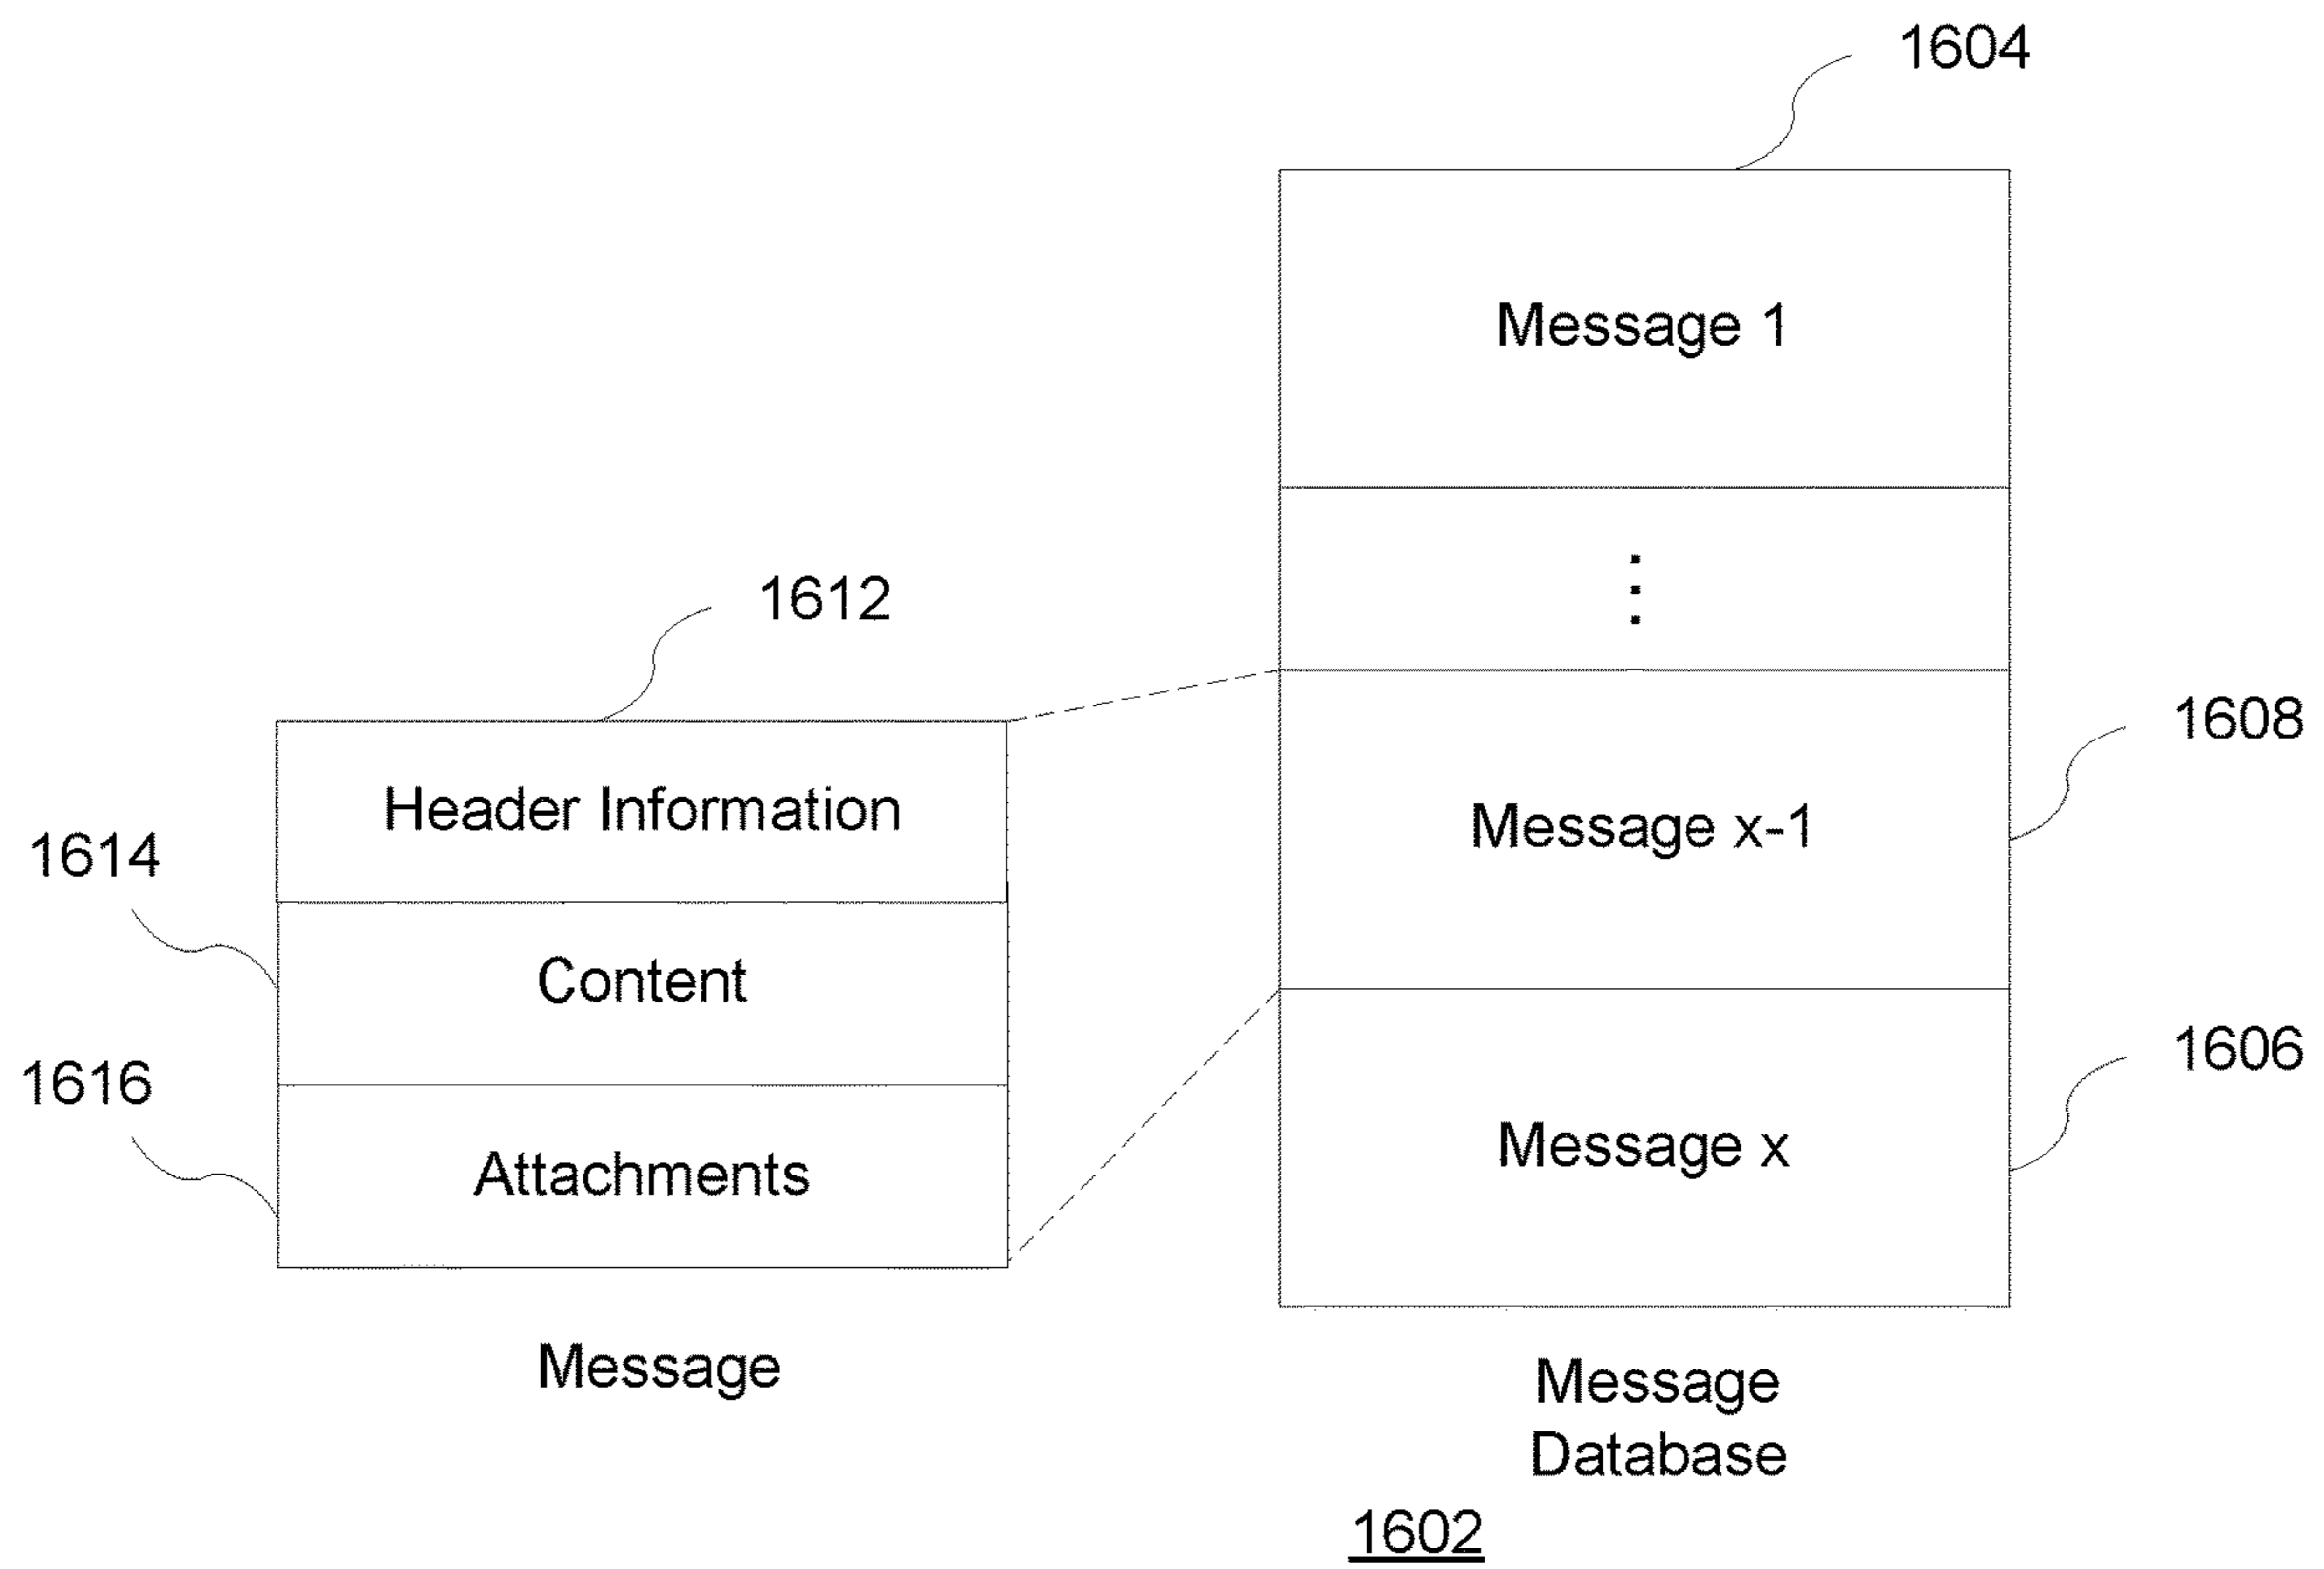 1604
Message 1
⋮
1612
1608
Header Information
Message x-1
1614
Content
1606
1616
Attachments
Message x
Message
Message
Database
1602